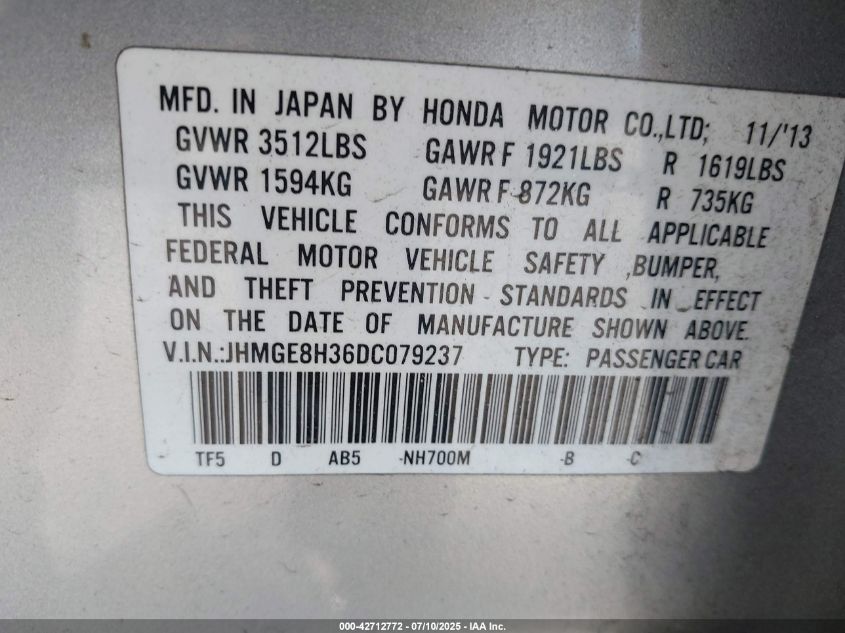 MFD. IN JAPAN BY HONDA MOTOR CO.,LTD; 11/'13
GVWR 3512LBS GAWR F 1921LBS R 1619LBS
GVWR 1594KG GAWR F 872KG R 735KG
THIS VEHICLE CONFORMS TO ALL APPLICABLE
FEDERAL MOTOR VEHICLE SAFETY ,BUMPER,
AND THEFT PREVENTION STANDARDS IN EFFECT
ON THE DATE OF MANUFACTURE SHOWN ABOVE.
V.I.N.:JHMGE8H36DC079237 TYPE: PASSENGER CAR
TF5 D AB5 -NH700M -B -C
000-42712772 - 07/10/2025 - IAA Inc.